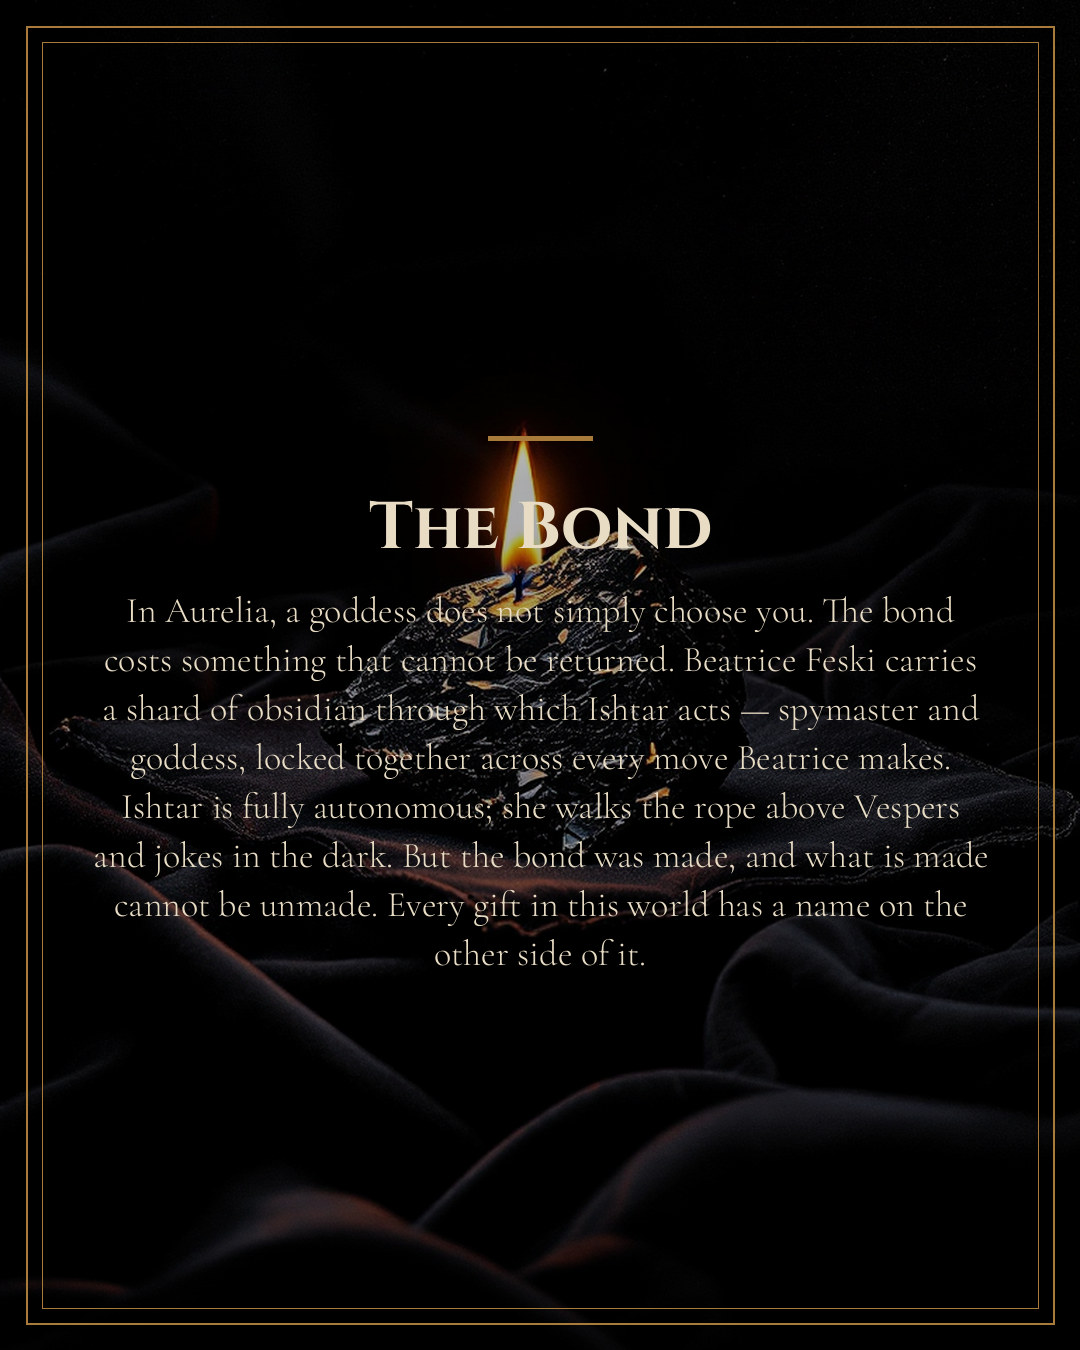 The Bond
In Aurelia, a goddess does not simply choose you. The bond
costs something that cannot be returned. Beatrice Feski carries
a shard of obsidian through which Ishtar acts — spymaster and
goddess, locked together across every move Beatrice makes.
Ishtar is fully autonomous; she walks the rope above Vespers
and jokes in the dark. But the bond was made, and what is made
cannot be unmade. Every gift in this world has a name on the
other side of it.